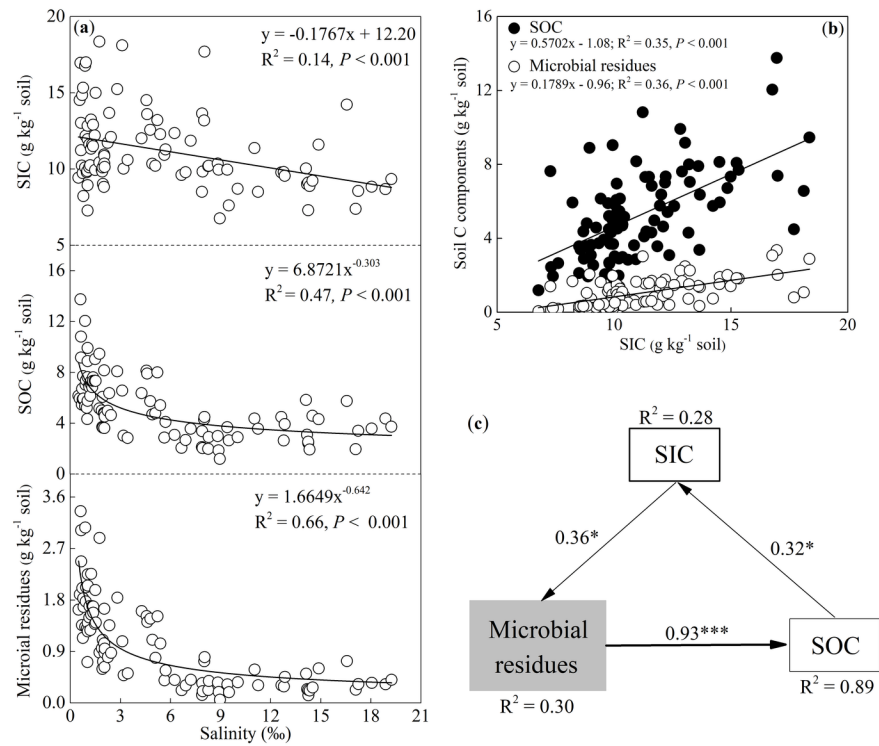 (a)
y = -0.1767x + 12.20
R² = 0.14, P < 0.001
20
15
10
5
SIC (g kg⁻¹ soil)
y = 6.8721x⁻⁰·³⁰³
R² = 0.47, P < 0.001
16
12
8
4
0
SOC (g kg⁻¹ soil)
y = 1.6649x⁻⁰·⁶⁴²
R² = 0.66, P < 0.001
3.6
2.7
1.8
0.9
0.0
Microial residues (g kg⁻¹ soil)
0 3 6 9 12 15 18 21
Salinity (‰)
(b)
SOC
y = 0.5702x - 1.08; R² = 0.35, P < 0.001
Microbial residues
y = 0.1789x - 0.96; R² = 0.36, P < 0.001
16
12
8
4
0
Soil C components (g kg⁻¹ soil)
5 10 15 20
SIC (g kg⁻¹ soil)
(c)
R² = 0.28
SIC
0.36*
0.32*
Microbial
residues
0.93***
SOC
R² = 0.30
R² = 0.89